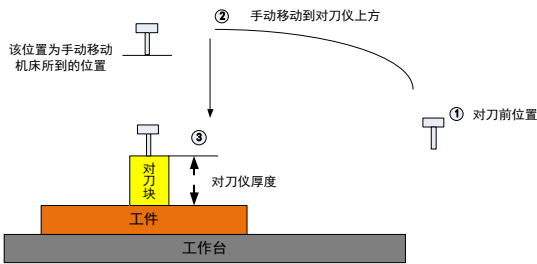 ② 手动移动到对刀仪上方
该位置为手动移动
机床所到的位置
① 对刀前位置
③
对刀仪厚度
对
刀
块
工件
工作台